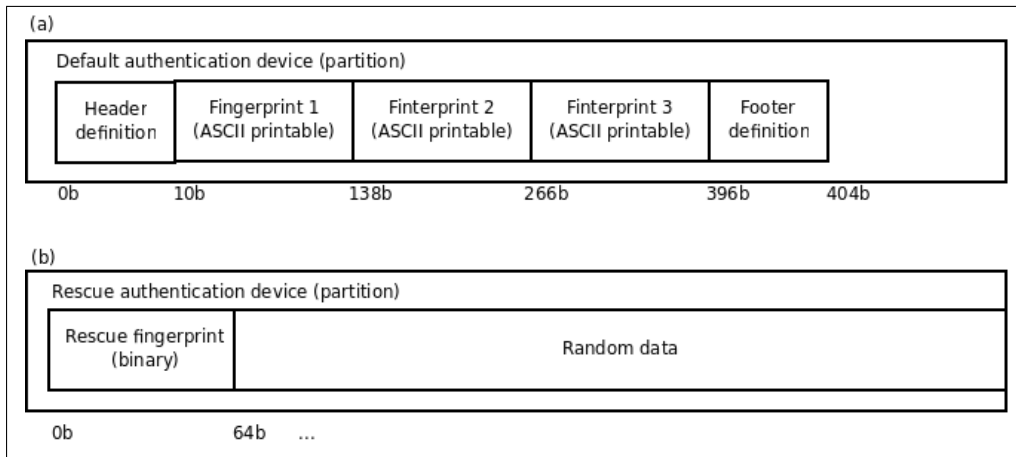 (a)
Default authentication device (partition)
Header
definition
Fingerprint 1
(ASCII printable)
Finterprint 2
(ASCII printable)
Finterprint 3
(ASCII printable)
Footer
definition
0b 10b 138b 266b 396b 404b
(b)
Rescue authentication device (partition)
Rescue fingerprint
(binary)
Random data
0b 64b ...